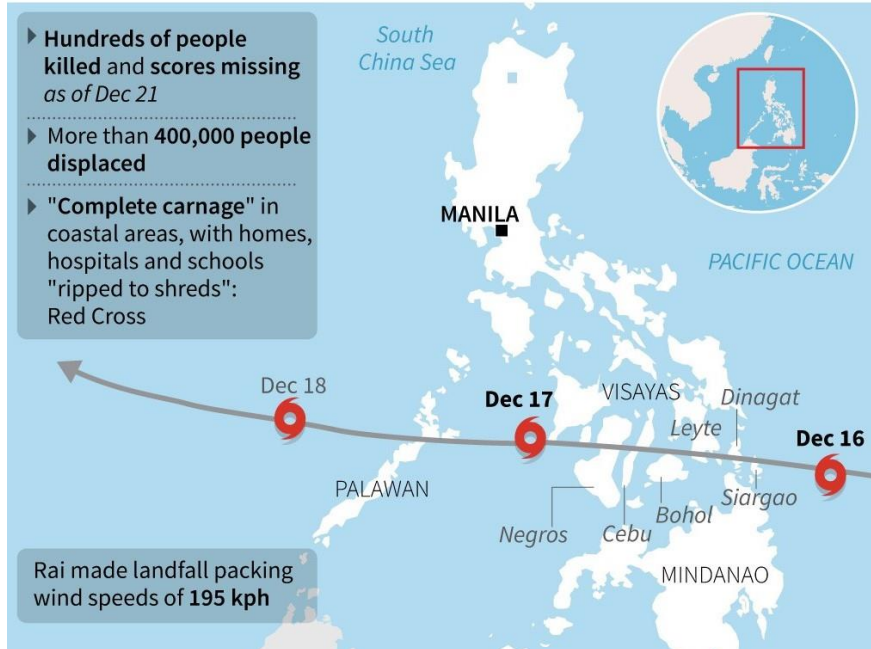 Hundreds of people
killed and scores missing
as of Dec 21
More than 400,000 people
displaced
"Complete carnage" in
coastal areas, with homes,
hospitals and schools
"ripped to shreds":
Red Cross
South
China Sea
MANILA
PACIFIC OCEAN
Dec 18
Dec 17
VISAYAS
Dinagat
Leyte
Dec 16
PALAWAN
Negros
Cebu
Bohol
Siargao
MINDANAO
Rai made landfall packing
wind speeds of 195 kph